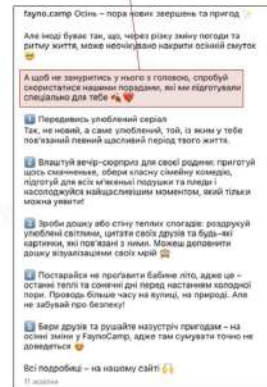 fayno.camp Осінь – пора нових звершень та пригод ✨
Але іноді буває так, що, через різку зміну погоди та
ритму життя, може неочікувано накрити осінній смуток
🥺
А щоб не зануритись у нього з головою, спробуй
скористатися нашими порадами, які ми підготували
спеціально для тебе 🍂❤️
1️⃣ Передивись улюблений серіал
Так, не новий, а саме улюблений, той, із яким у тебе
пов'язаний певний щасливий період твого життя.
2️⃣ Влаштуй вечір-сюрприз для своєї родини: приготуй
щось смачненьке, обери класну сімейну комедію,
підготуй для всіх м'якенькі подушки та пледи і
насолоджуйся найщасливішим моментом, який тільки
можна уявити!
3️⃣ Зроби дошку або стіну теплих спогадів: роздрукуй
улюблені світлини, цитати своїх друзів та будь-які
картинки, які пов'язані з ними. Можеш доповнити
дошку візуалізаціями своїх мрій
4️⃣ Постарайся не прогавити бабине літо, адже це –
останні теплі та сонячні дні перед настанням холодної
пори. Проводь більше часу на вулиці, на природі. Але
не забувай про безпеку!
5️⃣ Бери друзів та рушайте назустріч пригодам – на
осінні зміни у FaynoCamp, адже там сумувати точно не
доведеться
Всі подробиці – на нашому сайті 🙌
11 жовтня